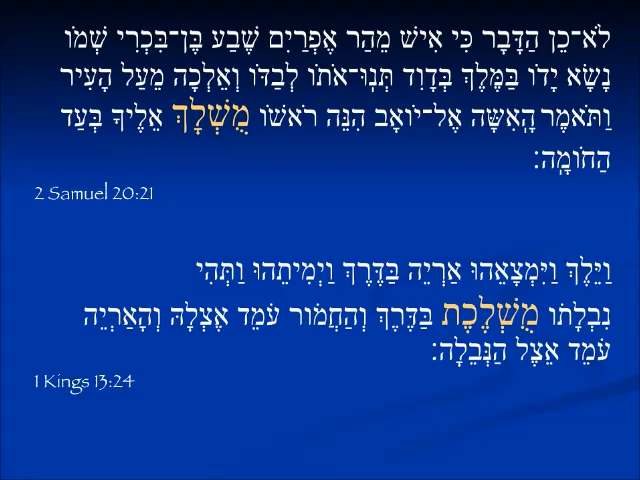 לֹא־כֵן הַדָּבָר כִּי אִישׁ מֵהַר אֶפְרַיִם שֶׁבַע בֶּן־בִּכְרִי שְׁמוֹ
נָשָׂא יָדוֹ בַּמֶּלֶךְ בְּדָוִד תְּנוּ־אֹתוֹ לְבַדּוֹ וְאֵלְכָה מֵעַל הָעִיר
וַתֹּאמֶר הָאִשָּׁה אֶל־יוֹאָב הִנֵּה רֹאשׁוֹ מֻשְׁלָךְ אֵלֶיךָ בְּעַד
הַחוֹמָה׃
2 Samuel 20:21
וַיֵּלֶךְ וַיִּמְצָאֵהוּ אַרְיֵה בַּדֶּרֶךְ וַיְמִיתֵהוּ וַתְּהִי
נִבְלָתוֹ מֻשְׁלֶכֶת בַּדֶּרֶךְ וְהַחֲמוֹר עֹמֵד אֶצְלָהּ וְהָאַרְיֵה
עֹמֵד אֵצֶל הַנְּבֵלָה׃
1 Kings 13:24